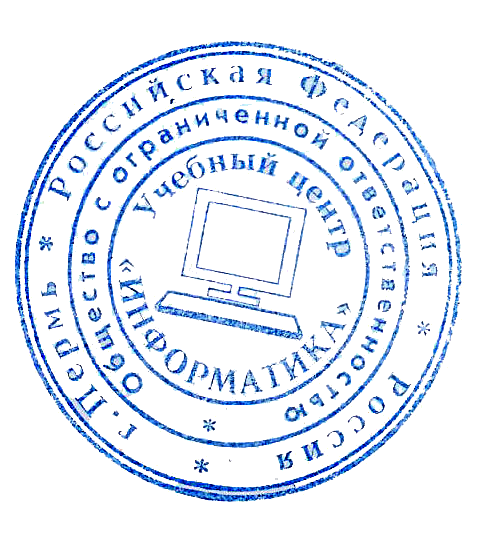 * Российская Федерация * Россия * г. Пермь
Общество с ограниченной ответственностью *
Учебный центр
«ИНФОРМАТИКА»